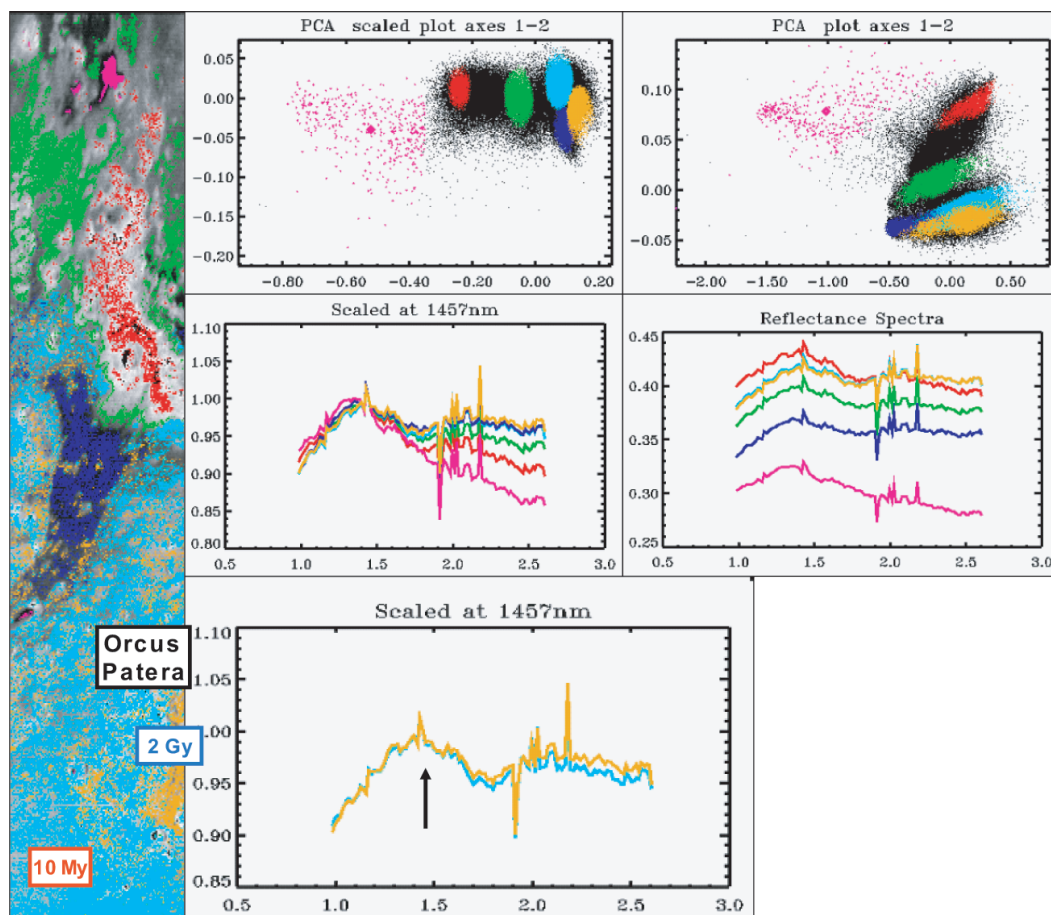 PCA scaled plot axes 1-2
0.05
0.00
-0.05
-0.10
-0.15
-0.20
-0.80 -0.60 -0.40 -0.20 0.00 0.20
PCA plot axes 1-2
0.10
0.05
0.00
-0.05
-2.00 -1.50 -1.00 -0.50 0.00 0.50
Scaled at 1457nm
1.10
1.05
1.00
0.95
0.90
0.85
0.80
0.5 1.0 1.5 2.0 2.5 3.0
Reflectance Spectra
0.45
0.40
0.35
0.30
0.25
0.5 1.0 1.5 2.0 2.5 3.0
Orcus
Patera
2 Gy
10 My
Scaled at 1457nm
1.10
1.05
1.00
0.95
0.90
0.85
0.5 1.0 1.5 2.0 2.5 3.0